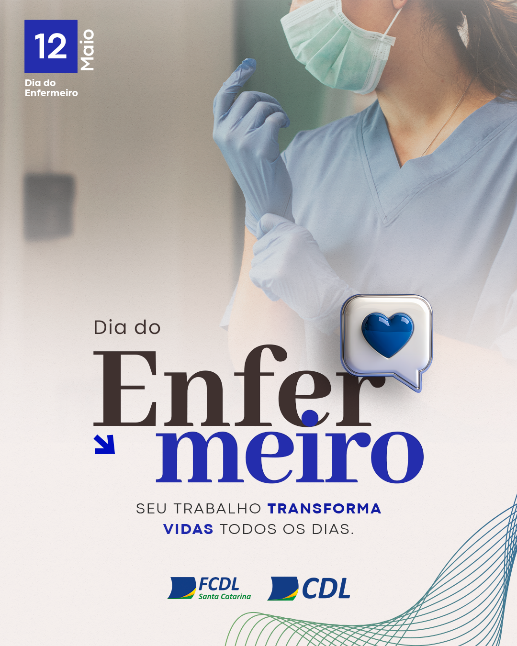 12
Maio
Dia do
Enfermeiro
Dia do
Enfer
meiro
SEU TRABALHO TRANSFORMA
VIDAS TODOS OS DIAS.
FCDL
Santa Catarina
CDL